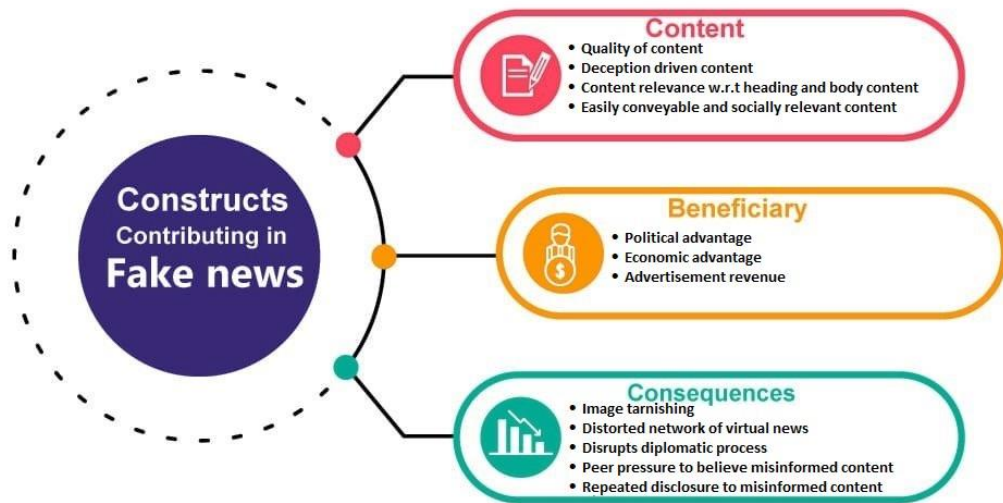 Constructs
Contributing in
Fake news
Content
• Quality of content
• Deception driven content
• Content relevance w.r.t heading and body content
• Easily conveyable and socially relevant content
Beneficiary
• Political advantage
• Economic advantage
• Advertisement revenue
$
Consequences
• Image tarnishing
• Distorted network of virtual news
• Disrupts diplomatic process
• Peer pressure to believe misinformed content
• Repeated disclosure to misinformed content